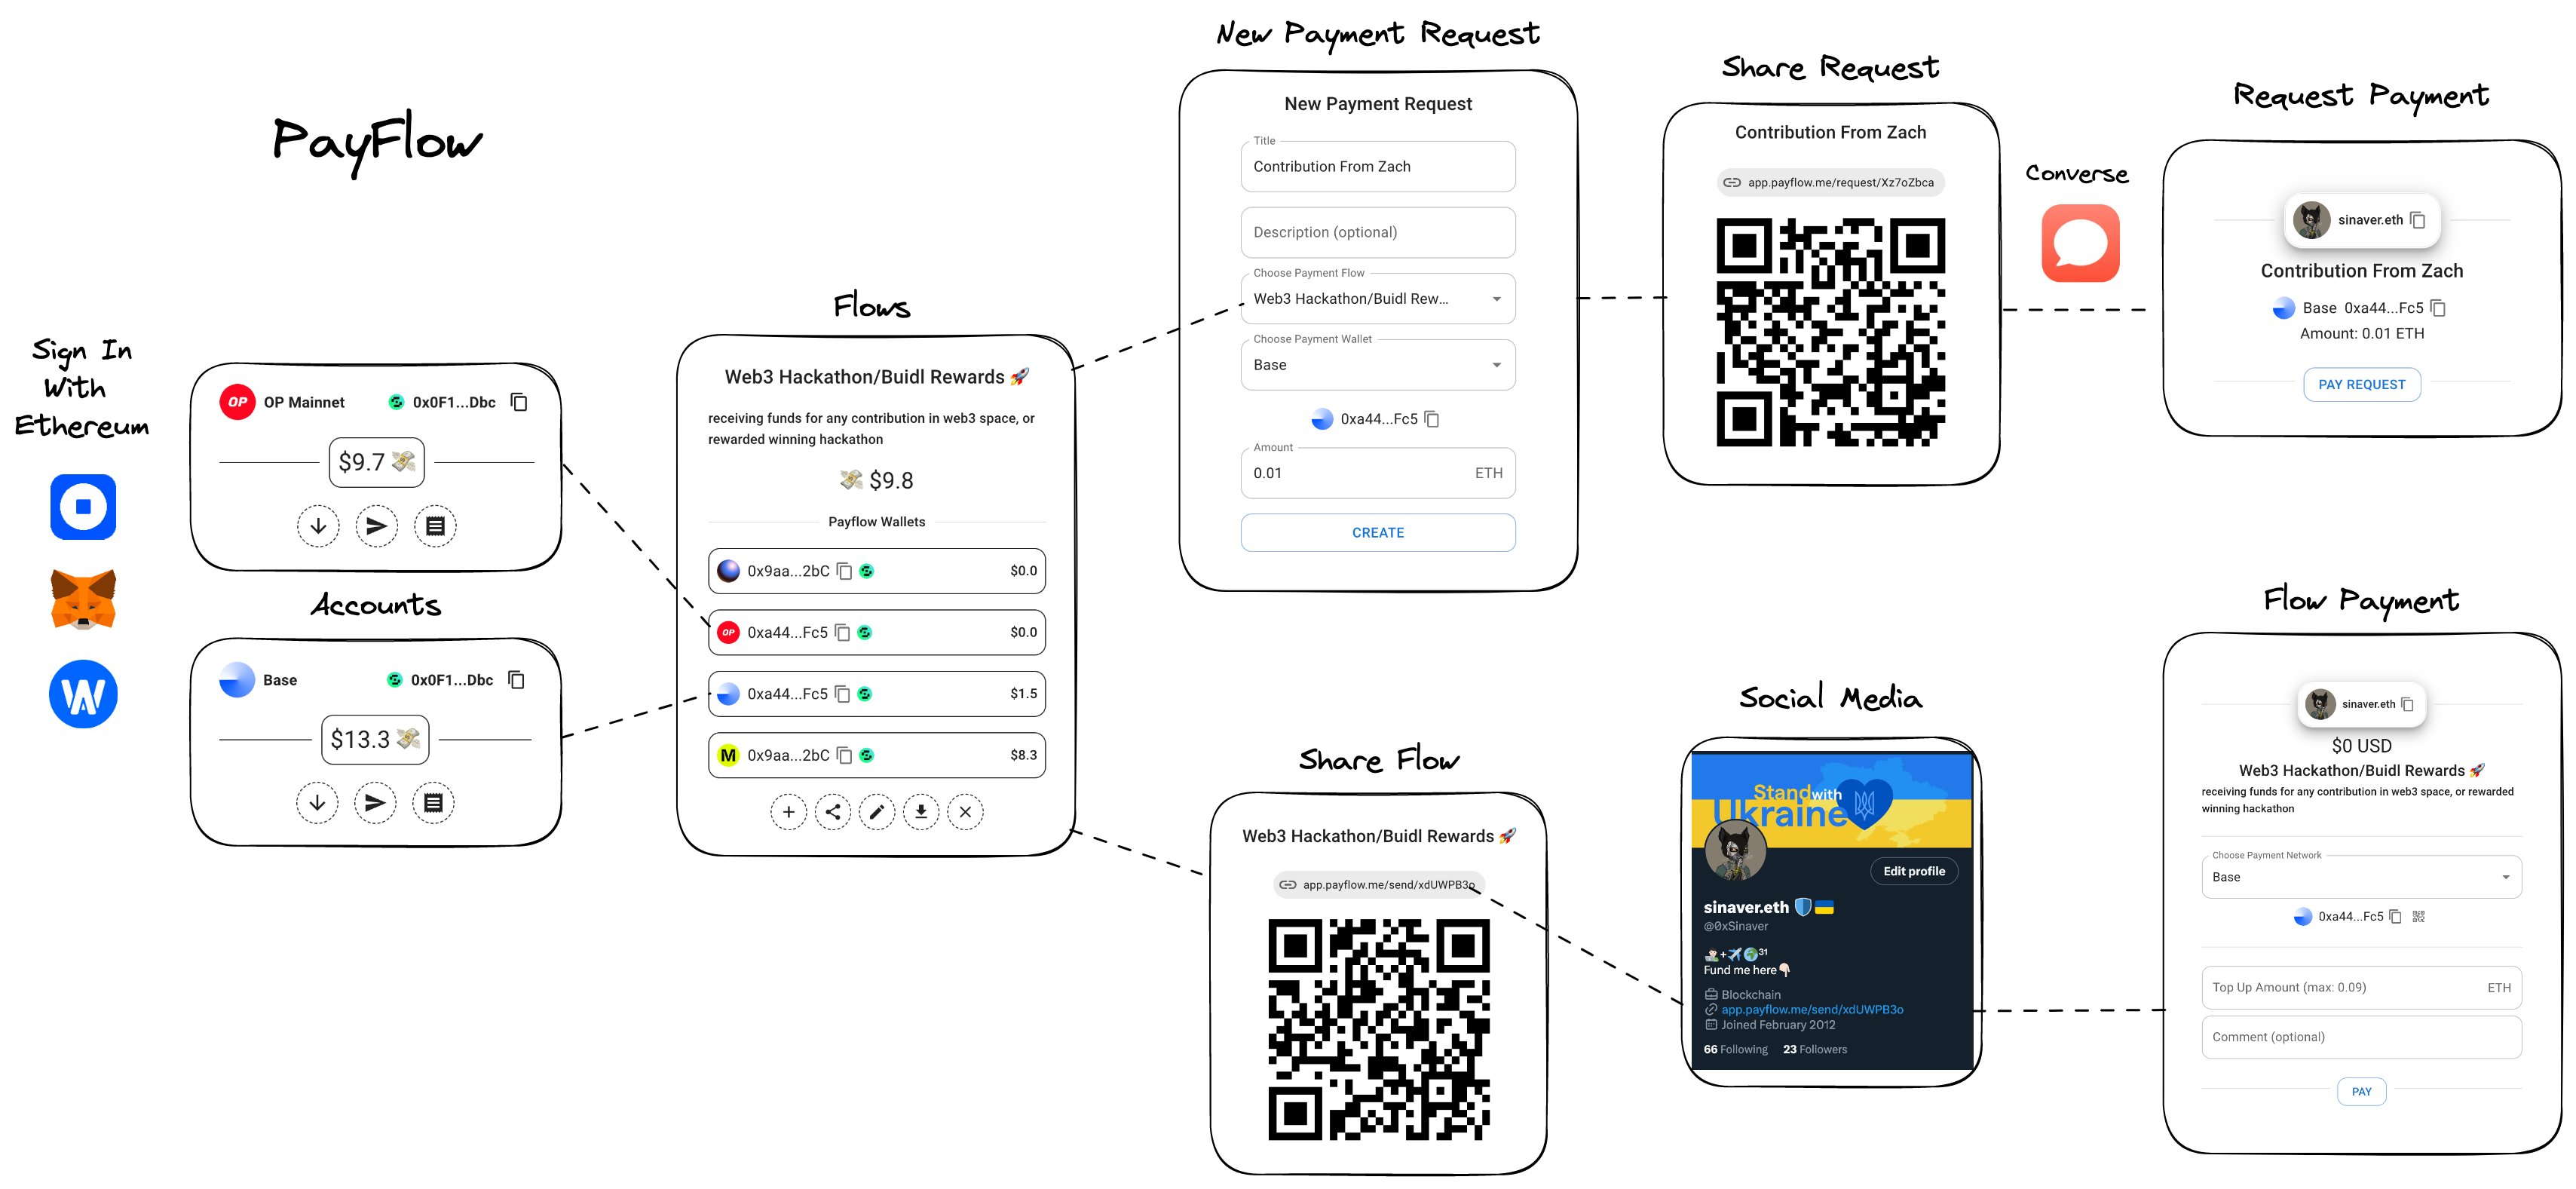 PayFlow
Sign In
With
Ethereum
OP
OP Mainnet
0x0F1...Dbc
$9.7
Accounts
Base
0x0F1...Dbc
$13.3
Flows
Web3 Hackathon/Buidl Rewards 🚀
receiving funds for any contribution in web3 space, or
rewarded winning hackathon
💸 $9.8
Payflow Wallets
0x9aa...2bC
$0.0
OP
0xa44...Fc5
$0.0
0xa44...Fc5
$1.5
M
0x9aa...2bC
$8.3
New Payment Request
New Payment Request
Title
Contribution From Zach
Description (optional)
Choose Payment Flow
Web3 Hackathon/Buidl Rew...
Choose Payment Wallet
Base
0xa44...Fc5
Amount
0.01
ETH
CREATE
Share Request
Contribution From Zach
app.payflow.me/request/Xz7oZbca
Converse
Request Payment
sinaver.eth
Contribution From Zach
Base 0xa44...Fc5
Amount: 0.01 ETH
PAY REQUEST
Share Flow
Web3 Hackathon/Buidl Rewards 🚀
app.payflow.me/send/xdUWPB3o
Social Media
Stand with
Ukraine
Edit profile
sinaver.eth
@0xSinaver
31
Fund me here
Blockchain
app.payflow.me/send/xdUWPB3o
Joined February 2012
66 Following 23 Followers
Flow Payment
sinaver.eth
$0 USD
Web3 Hackathon/Buidl Rewards 🚀
receiving funds for any contribution in web3 space, or rewarded
winning hackathon
Choose Payment Network
Base
0xa44...Fc5
Top Up Amount (max: 0.09)
ETH
Comment (optional)
PAY